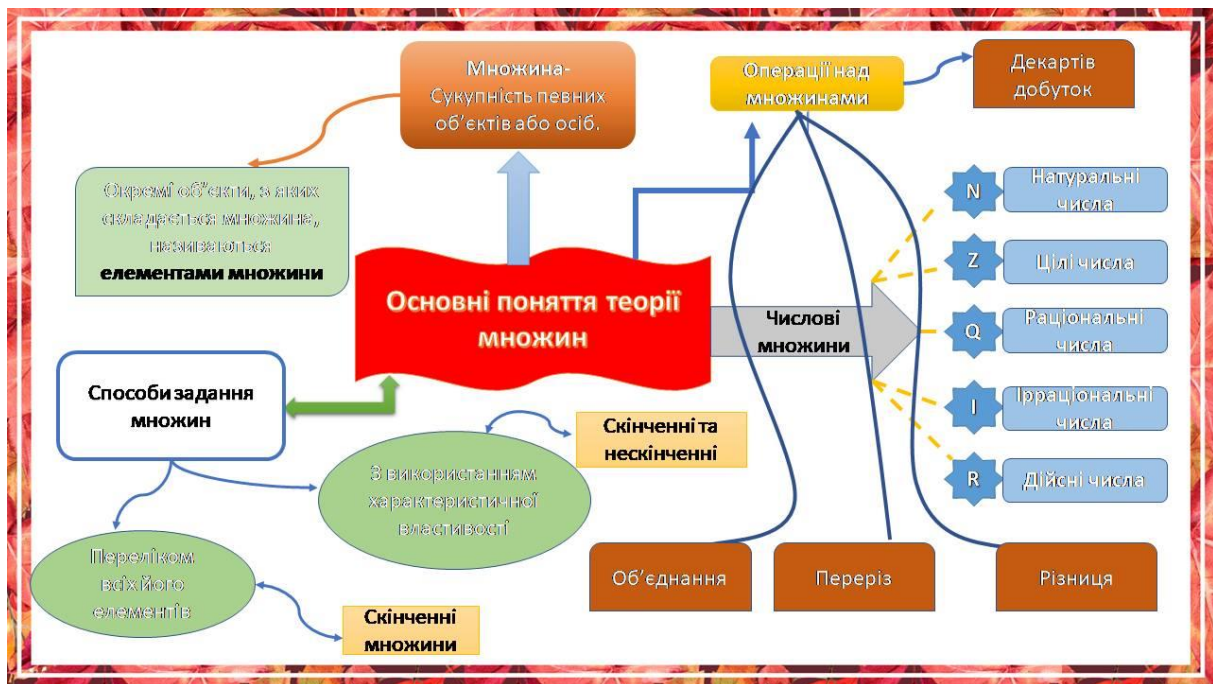 Множина-
Сукупність певних
об'єктів або осіб.
Операції над
множинами
Декартів
добуток
Окремі об'єкти, з яких
складається множина,
називаються
елементами множини
N
Натуральні
числа
Z
Цілі числа
Основні поняття теорії
множин
Числові
множини
Q
Раціональні
числа
Способи задання
множин
I
Ірраціональні
числа
Скінченні та
нескінченні
З використанням
характеристичної
властивості
R
Дійсні числа
Переліком
всіх його
елементів
Об'єднання
Переріз
Різниця
Скінченні
множини